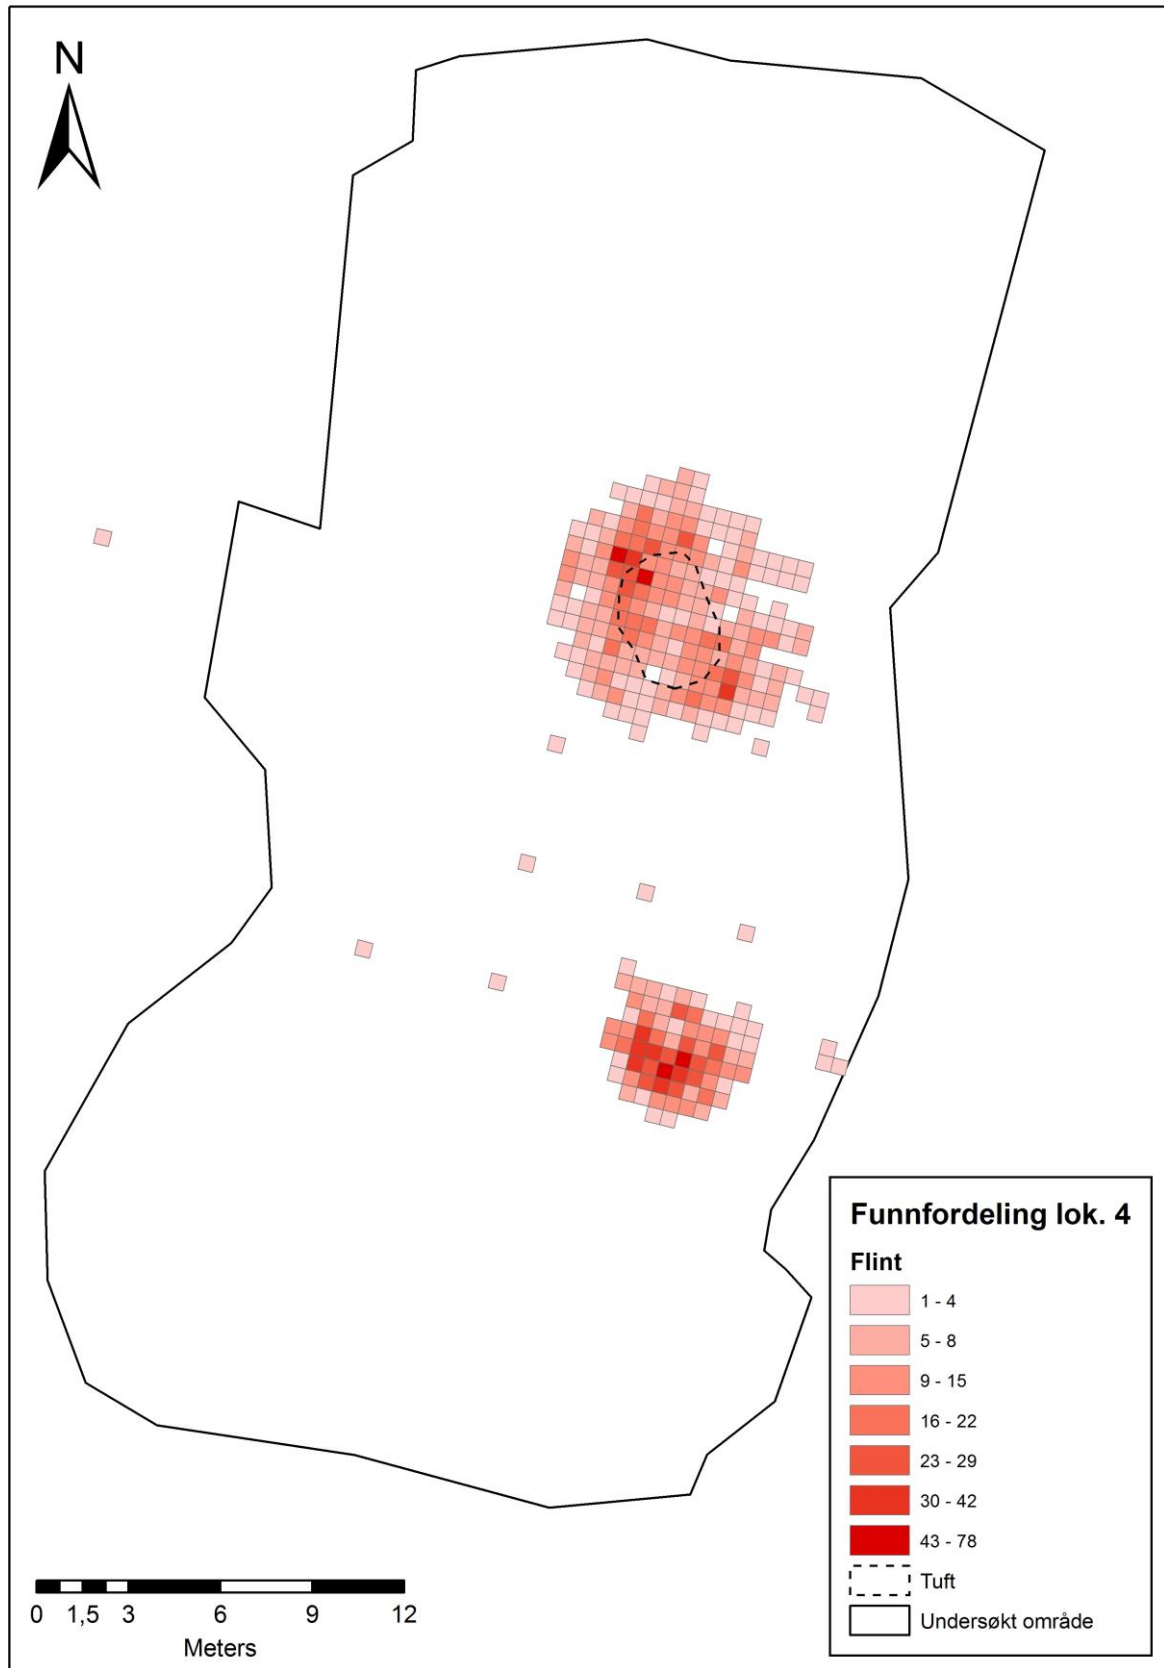 N
Funnfordeling lok. 4
Flint
1 - 4
5 - 8
9 - 15
16 - 22
23 - 29
30 - 42
43 - 78
Tuft
Undersøkt område
0 1,5 3 6 9 12
Meters